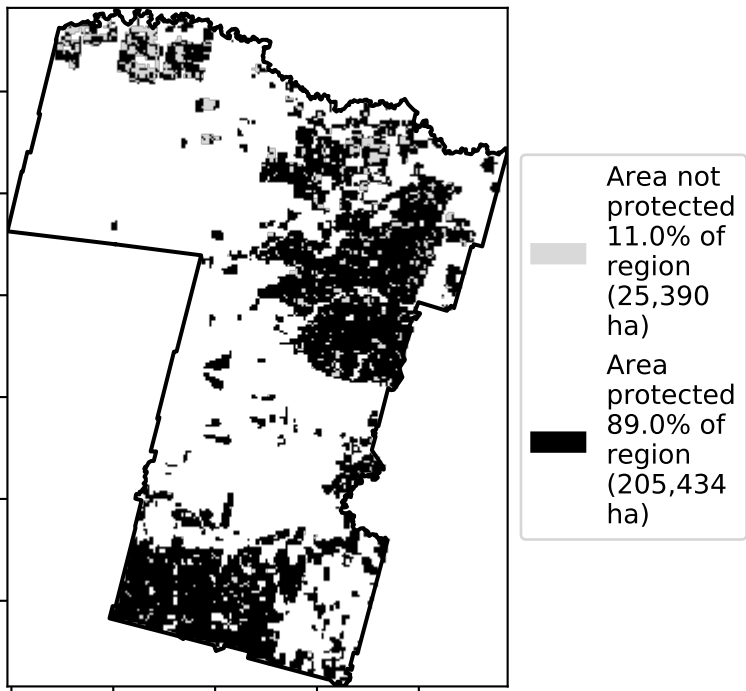 Area not
protected
11.0% of
region
(25,390
ha)
Area
protected
89.0% of
region
(205,434
ha)